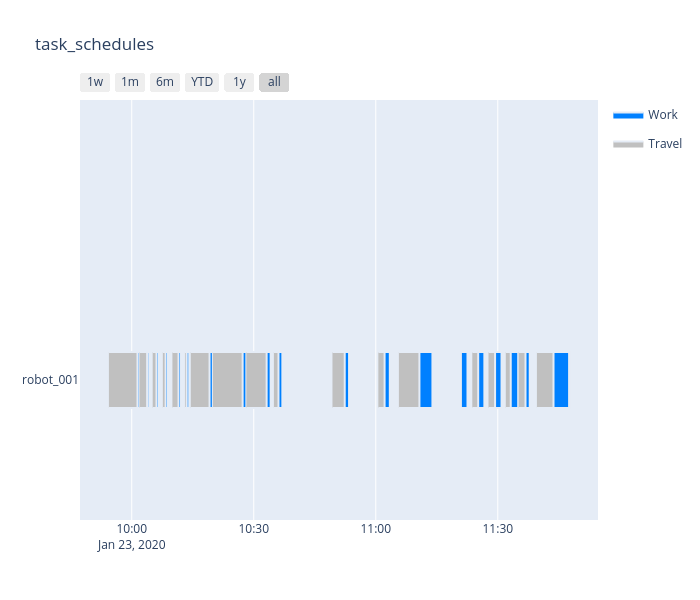 task_schedules
1w 1m 6m YTD 1y all
Work
Travel
robot_001
10:00 10:30 11:00 11:30
Jan 23, 2020